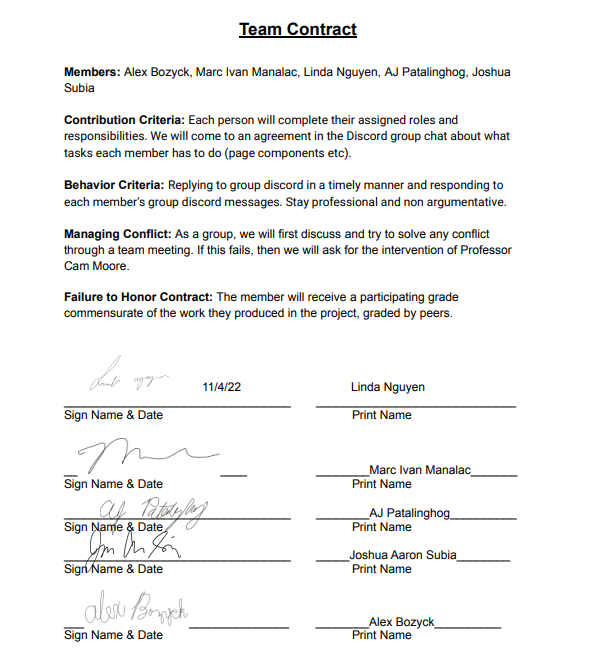 Team Contract
Members: Alex Bozyck, Marc Ivan Manalac, Linda Nguyen, AJ Patalinghog, Joshua
Subia
Contribution Criteria: Each person will complete their assigned roles and
responsibilities. We will come to an agreement in the Discord group chat about what
tasks each member has to do (page components etc).
Behavior Criteria: Replying to group discord in a timely manner and responding to
each member's group discord messages. Stay professional and non argumentative.
Managing Conflict: As a group, we will first discuss and try to solve any conflict
through a team meeting. If this fails, then we will ask for the intervention of Professor
Cam Moore.
Failure to Honor Contract: The member will receive a participating grade
commensurate of the work they produced in the project, graded by peers.
11/4/22 Linda Nguyen
Sign Name & Date Print Name
Marc Ivan Manalac
Sign Name & Date Print Name
AJ Patalinghog
Sign Name & Date Print Name
Joshua Aaron Subia
Sign Name & Date Print Name
alex Bozyck Alex Bozyck
Sign Name & Date Print Name